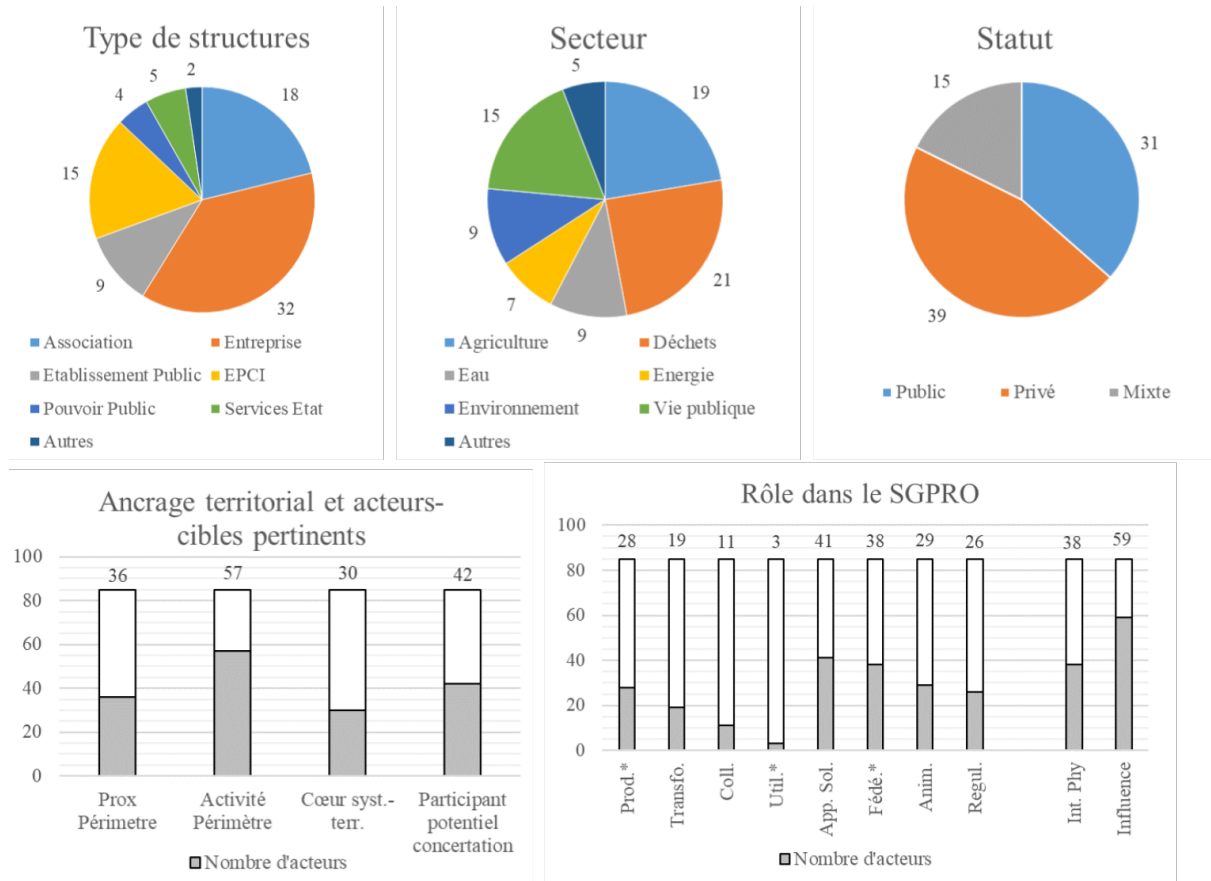 Type de structures
2
5
4
18
15
9
32
Association
Entreprise
Etablissement Public
EPCI
Pouvoir Public
Services Etat
Autres
Secteur
5
15
19
9
7
21
9
Agriculture
Déchets
Eau
Energie
Environnement
Vie publique
Autres
Statut
15
31
39
Public
Privé
Mixte
Ancrage territorial et acteurs-
cibles pertinents
100
80
60
40
20
0
36
57
30
42
Prox
Périmetre
Activité
Périmètre
Cœur syst.-
terr.
Participant
potentiel
concertation
Nombre d'acteurs
Rôle dans le SGPRO
100
80
60
40
20
0
28
19
11
3
41
38
29
26
38
59
Prod.*
Transfo.
Coll.
Util.*
App. Sol.
Fédé.*
Anim.
Regul.
Int. Phy
Influence
Nombre d'acteurs